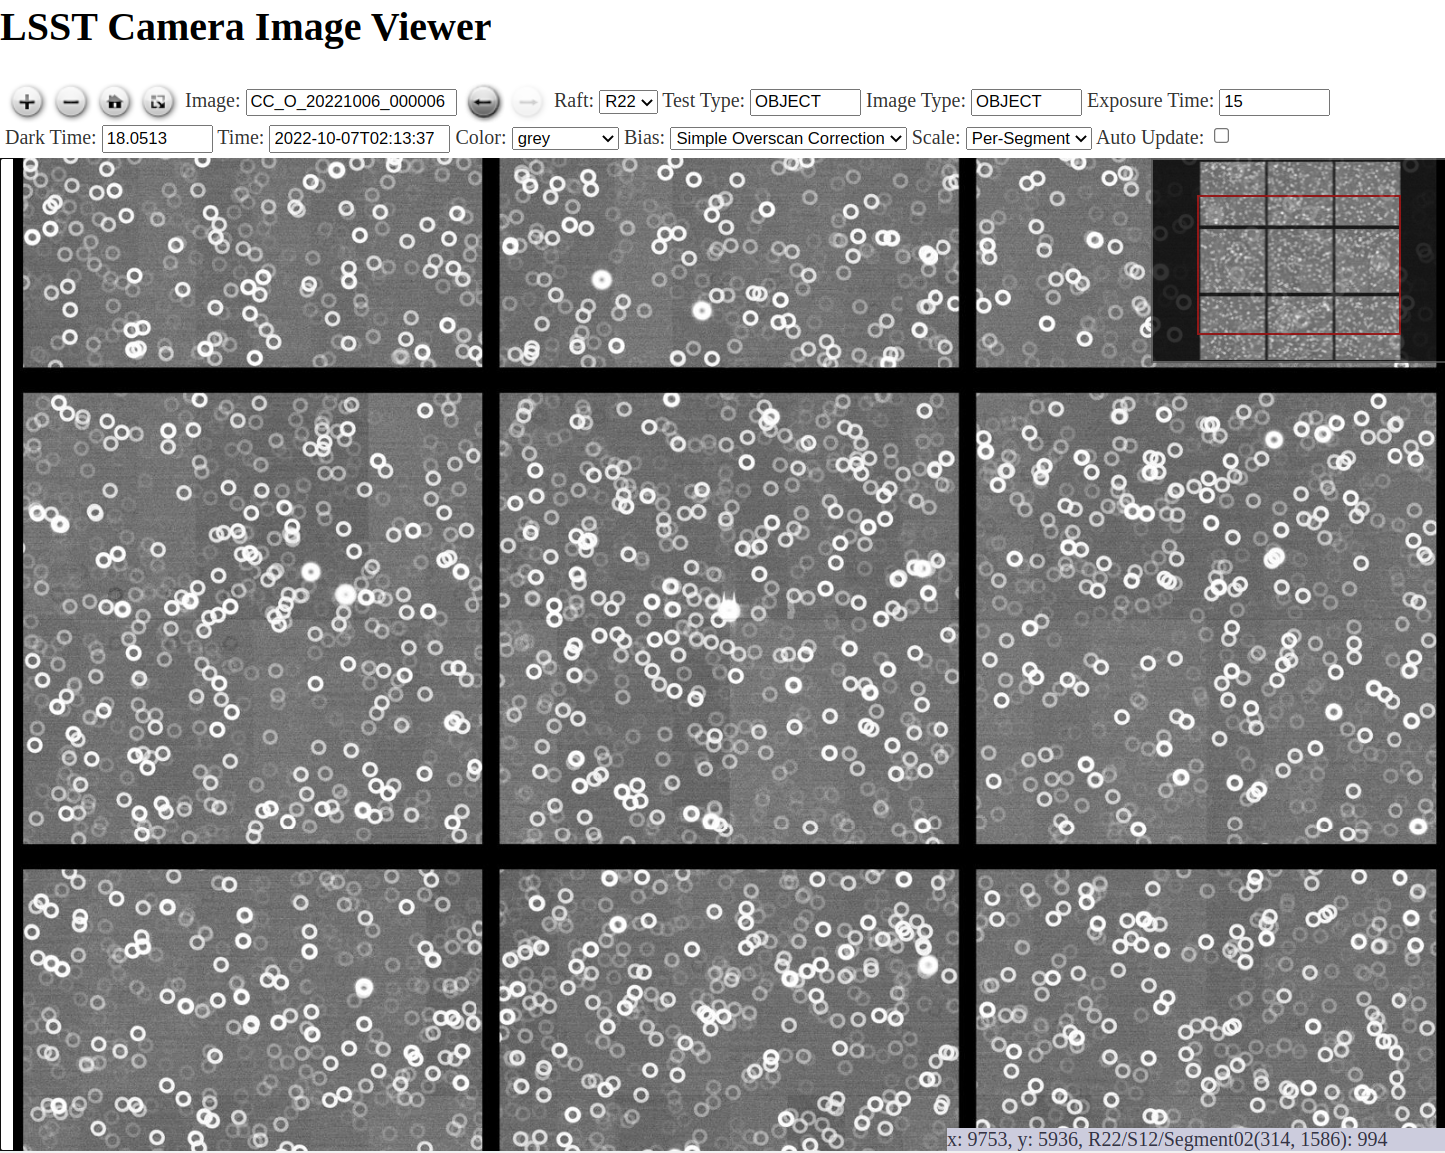 LSST Camera Image Viewer
Image: CC_O_20221006_000006 Raft: R22 Test Type: OBJECT Image Type: OBJECT Exposure Time: 15
Dark Time: 18.0513 Time: 2022-10-07T02:13:37 Color: grey Bias: Simple Overscan Correction Scale: Per-Segment Auto Update:
x: 9753, y: 5936, R22/S12/Segment02(314, 1586): 994